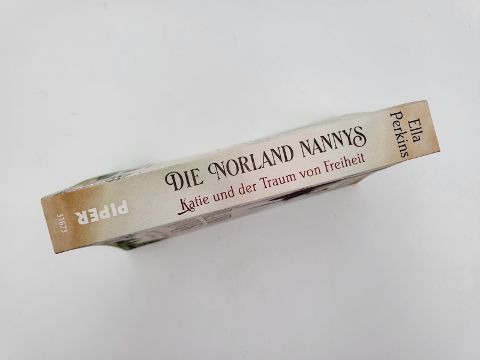 Ella
Perkins
DIE NORLAND NANNYS
Katie und der Traum von Freiheit
PIPER
31673